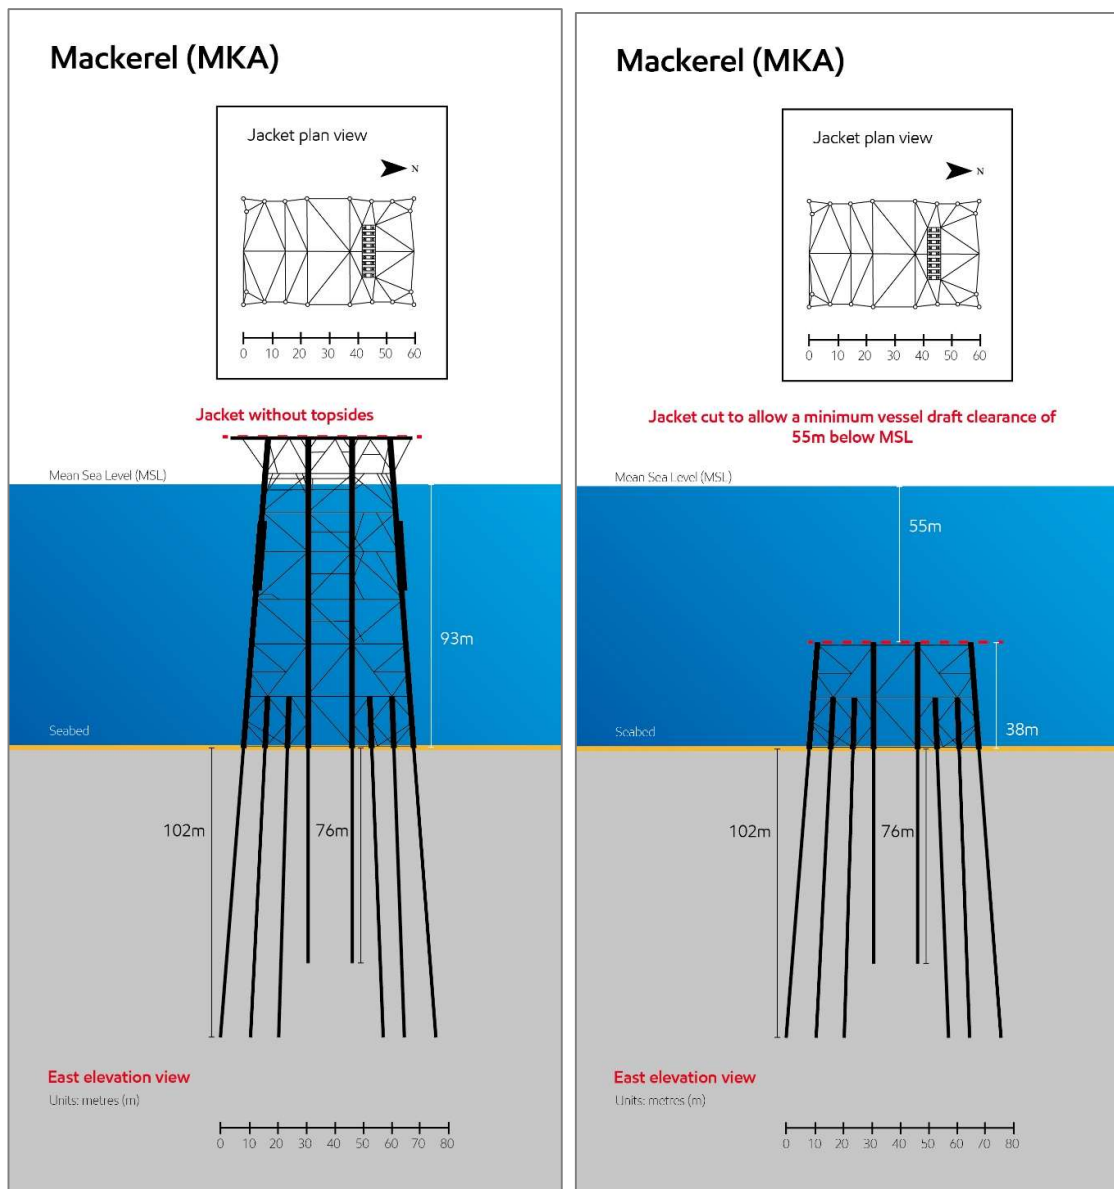 Mackerel (MKA)
Jacket plan view
N
0 10 20 30 40 50 60
Jacket without topsides
Mean Sea Level (MSL)
93m
Seabed
102m
76m
East elevation view
Units: metres (m)
0 10 20 30 40 50 60 70 80
Mackerel (MKA)
Jacket plan view
N
0 10 20 30 40 50 60
Jacket cut to allow a minimum vessel draft clearance of
55m below MSL
Mean Sea Level (MSL)
55m
38m
Seabed
102m
76m
East elevation view
Units: metres (m)
0 10 20 30 40 50 60 70 80